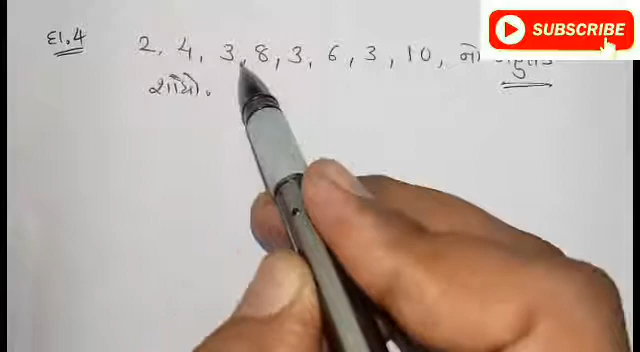 SUBSCRIBE
દા.4 2, 4, 3, 8, 3, 6, 3, 10, નો
શોધો.